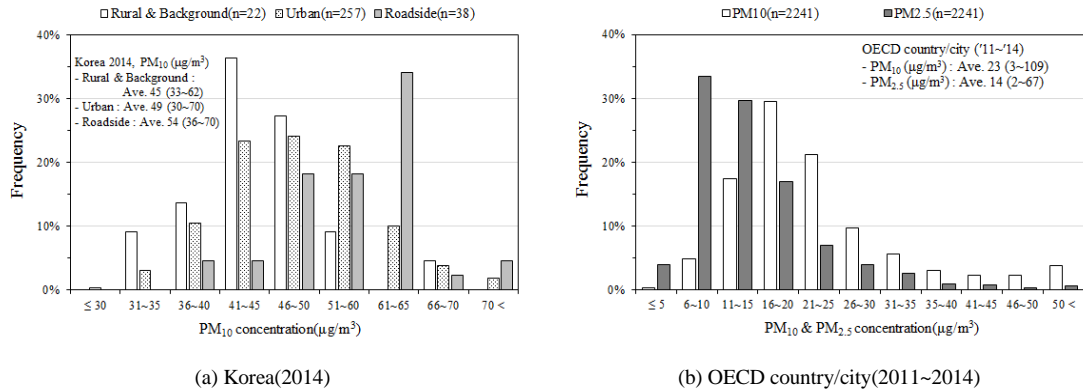 Rural & Background(n=22) Urban(n=257) Roadside(n=38)
40%
30%
20%
10%
0%
Frequency
Korea 2014, PM10 (µg/m³)
- Rural & Background :
Ave. 45 (33~62)
- Urban : Ave. 49 (30~70)
- Roadside : Ave. 54 (36~70)
≤ 30 31~35 36~40 41~45 46~50 51~60 61~65 66~70 70 <
PM10 concentration(µg/m³)
(a) Korea(2014)
PM10(n=2241) PM2.5(n=2241)
40%
30%
20%
10%
0%
Frequency
OECD country/city ('11~'14)
- PM10 (µg/m³) : Ave. 23 (3~109)
- PM2.5 (µg/m³) : Ave. 14 (2~67)
≤ 5 6~10 11~15 16~20 21~25 26~30 31~35 35~40 41~45 46~50 50 <
PM10 & PM2.5 concentration(µg/m³)
(b) OECD country/city(2011~2014)